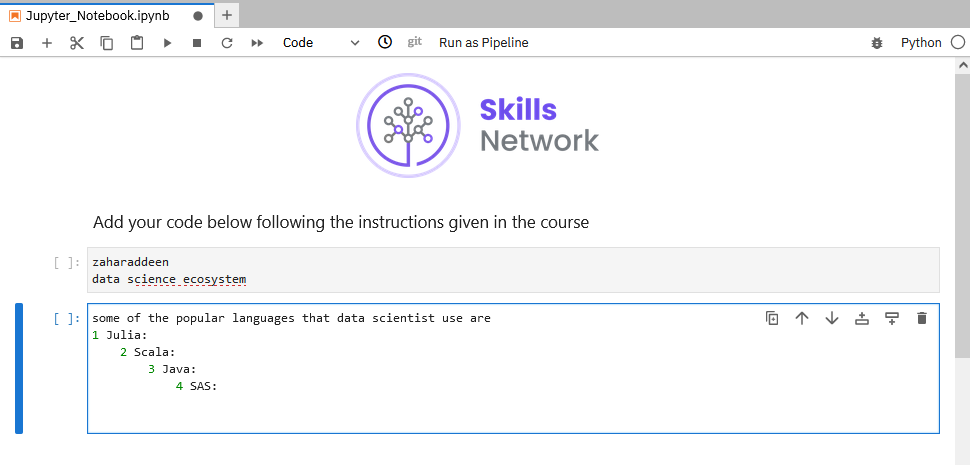 Jupyter_Notebook.ipynb
Code git Run as Pipeline Python
Skills
Network
Add your code below following the instructions given in the course
[ ]: zaharaddeen
data science ecosystem
[ ]: some of the popular languages that data scientist use are
1 Julia:
2 Scala:
3 Java:
4 SAS: